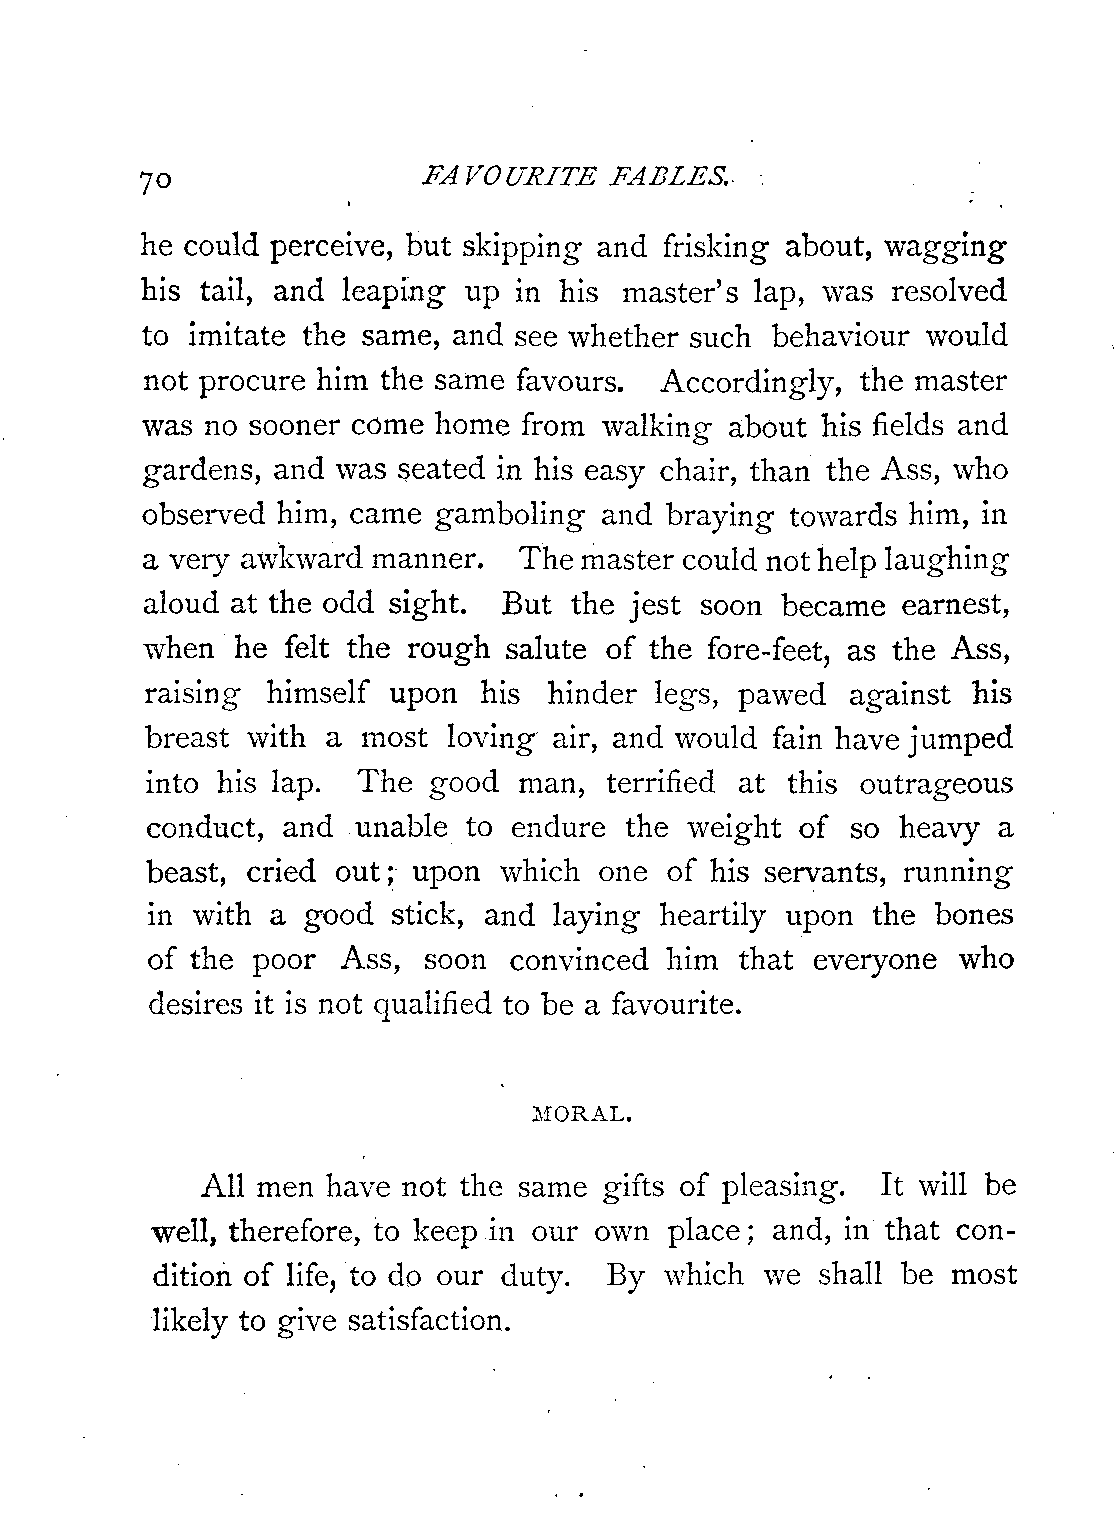 70 FAVOURITE FABLES.
he could perceive, but skipping and frisking about, wagging
his tail, and leaping up in his master's lap, was resolved
to imitate the same, and see whether such behaviour would
not procure him the same favours. Accordingly, the master
was no sooner come home from walking about his fields and
gardens, and was seated in his easy chair, than the Ass, who
observed him, came gamboling and braying towards him, in
a very awkward manner. The master could not help laughing
aloud at the odd sight. But the jest soon became earnest,
when he felt the rough salute of the fore-feet, as the Ass,
raising himself upon his hinder legs, pawed against his
breast with a most loving air, and would fain have jumped
into his lap. The good man, terrified at this outrageous
conduct, and unable to endure the weight of so heavy a
beast, cried out; upon which one of his servants, running
in with a good stick, and laying heartily upon the bones
of the poor Ass, soon convinced him that everyone who
desires it is not qualified to be a favourite.
MORAL.
All men have not the same gifts of pleasing. It will be
well, therefore, to keep in our own place; and, in that con-
dition of life, to do our duty. By which we shall be most
likely to give satisfaction.